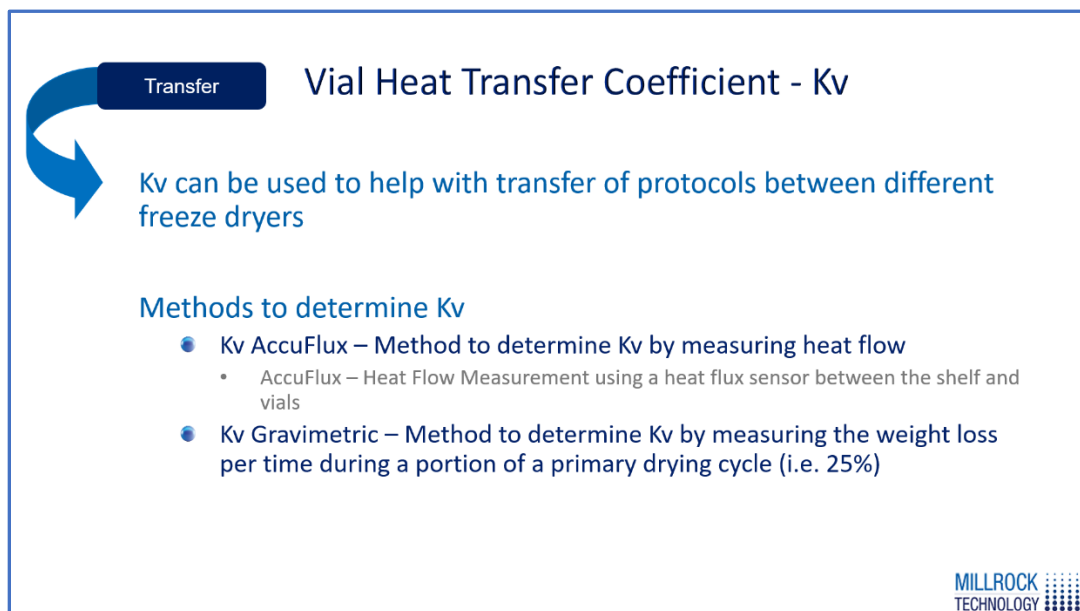 Transfer
Vial Heat Transfer Coefficient - Kv
Kv can be used to help with transfer of protocols between different
freeze dryers
Methods to determine Kv
Kv AccuFlux – Method to determine Kv by measuring heat flow
• AccuFlux – Heat Flow Measurement using a heat flux sensor between the shelf and
vials
Kv Gravimetric – Method to determine Kv by measuring the weight loss
per time during a portion of a primary drying cycle (i.e. 25%)
MILLROCK
TECHNOLOGY